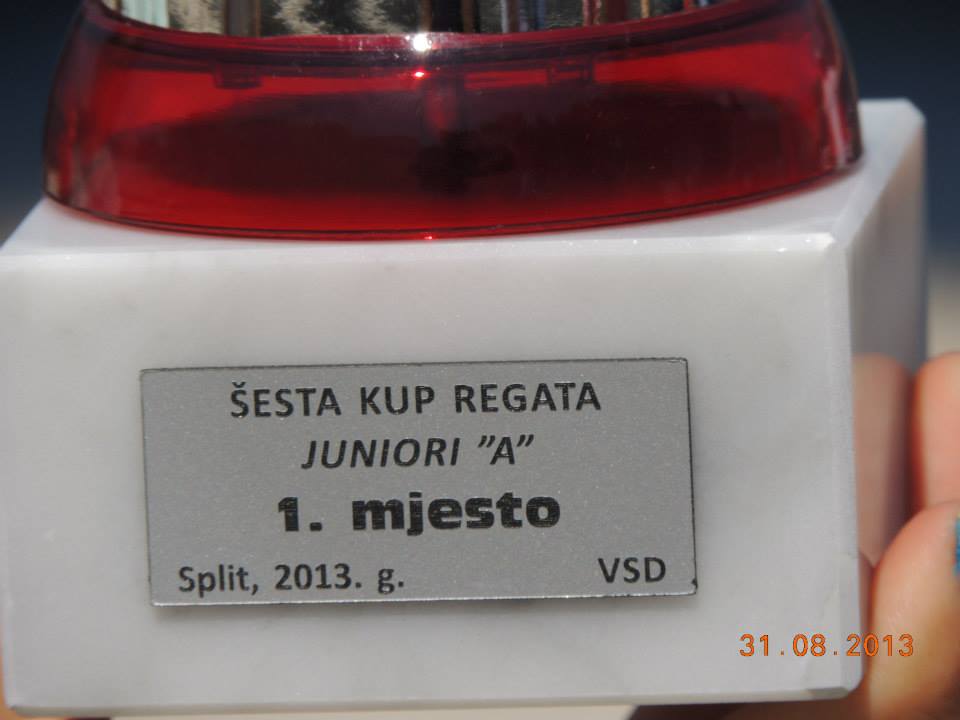 ŠESTA KUP REGATA
JUNIORI ”A”
1. mjesto
Split, 2013. g. VSD
31.08.2013